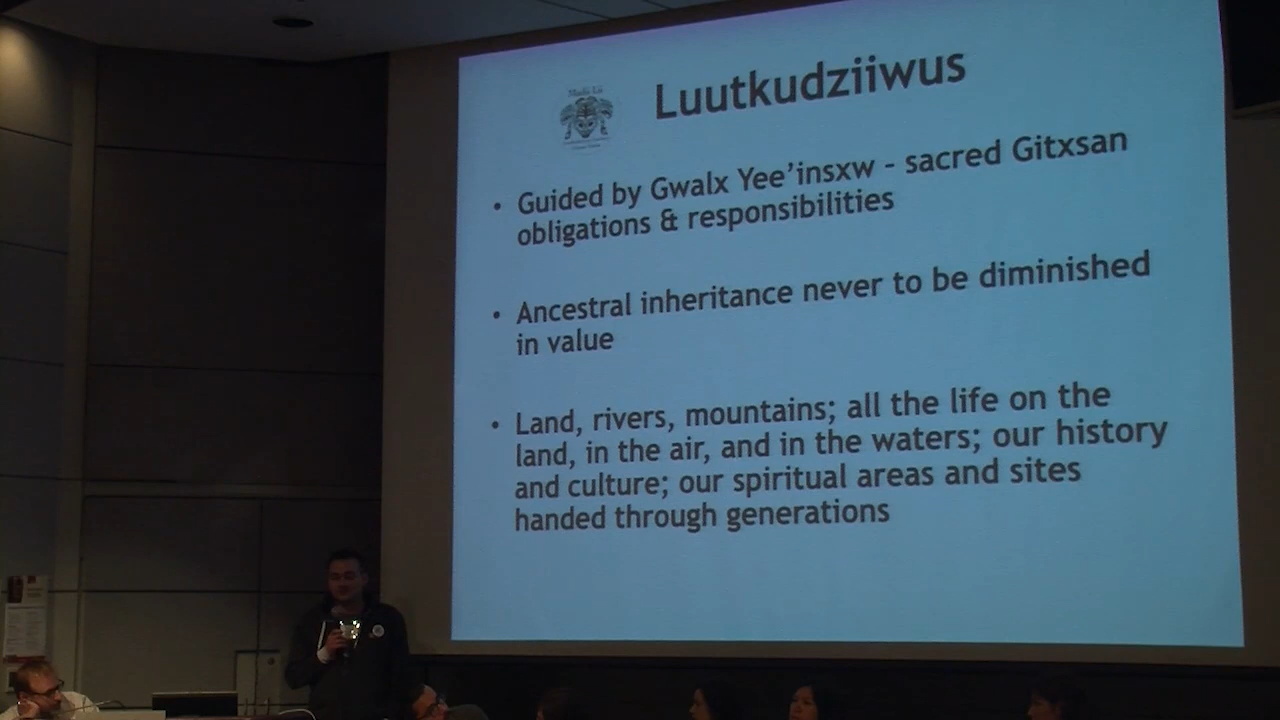 Luutkudziiwus
• Guided by Gwalx Yee’insxw – sacred Gitxsan
obligations & responsibilities
• Ancestral inheritance never to be diminished
in value
• Land, rivers, mountains; all the life on the
land, in the air, and in the waters; our history
and culture; our spiritual areas and sites
handed through generations